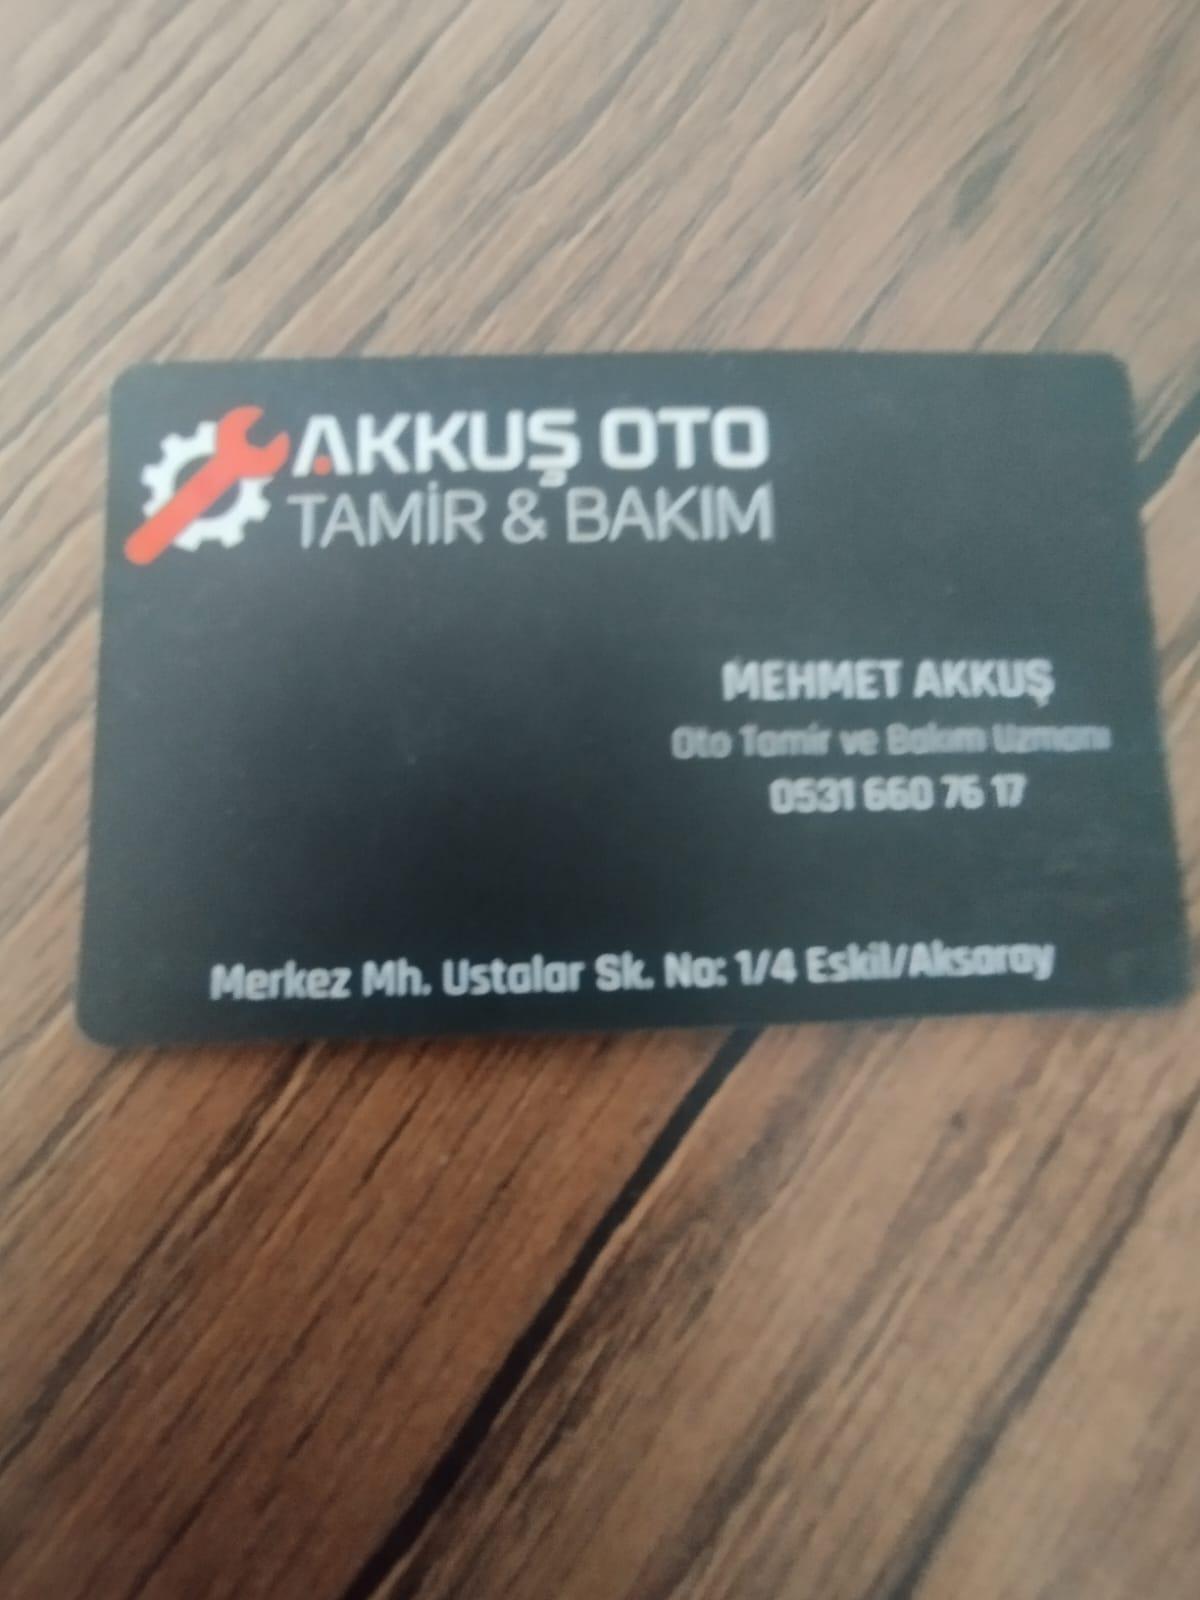 AKKUŞ OTO
TAMİR & BAKIM
MEHMET AKKUŞ
Oto Tamir ve Bakım Uzmanı
0531 660 76 17
Merkez Mh. Ustalar Sk. No: 1/4 Eskil/Aksaray